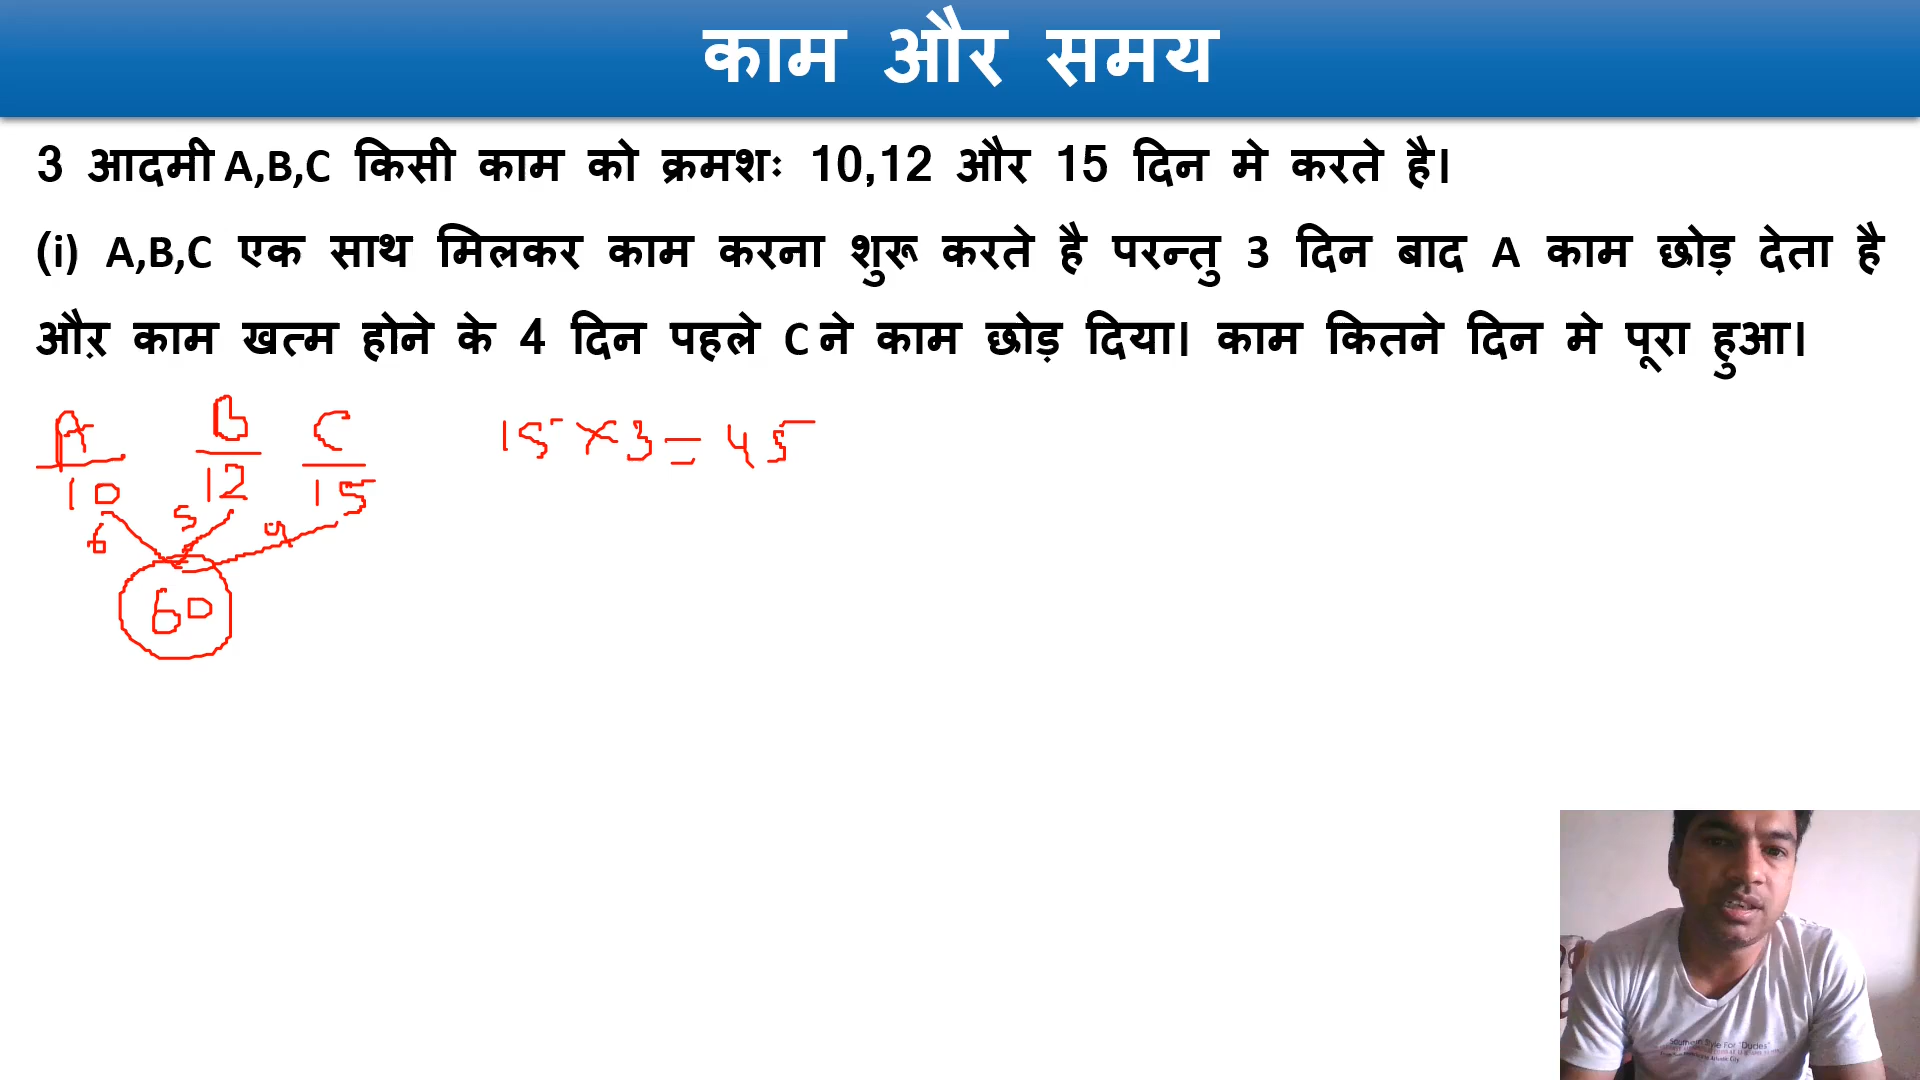 काम और समय
3 आदमी A,B,C किसी काम को क्रमशः 10,12 और 15 दिन मे करते है।
(i) A,B,C एक साथ मिलकर काम करना शुरू करते है परन्तु 3 दिन बाद A काम छोड़ देता है
औऱ काम खत्म होने के 4 दिन पहले C ने काम छोड़ दिया। काम कितने दिन मे पूरा हुआ।
A B C 15 × 3 = 45
10 12 15
6 5 4
60